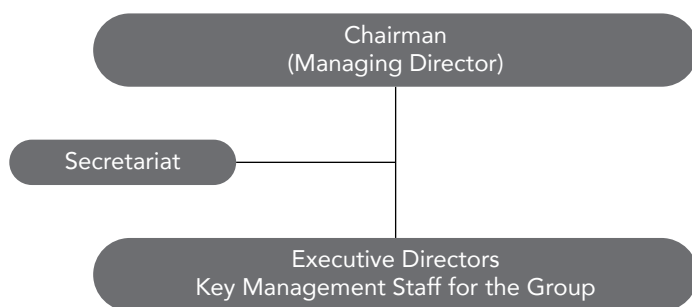 Chairman
(Managing Director)
Secretariat
Executive Directors
Key Management Staff for the Group